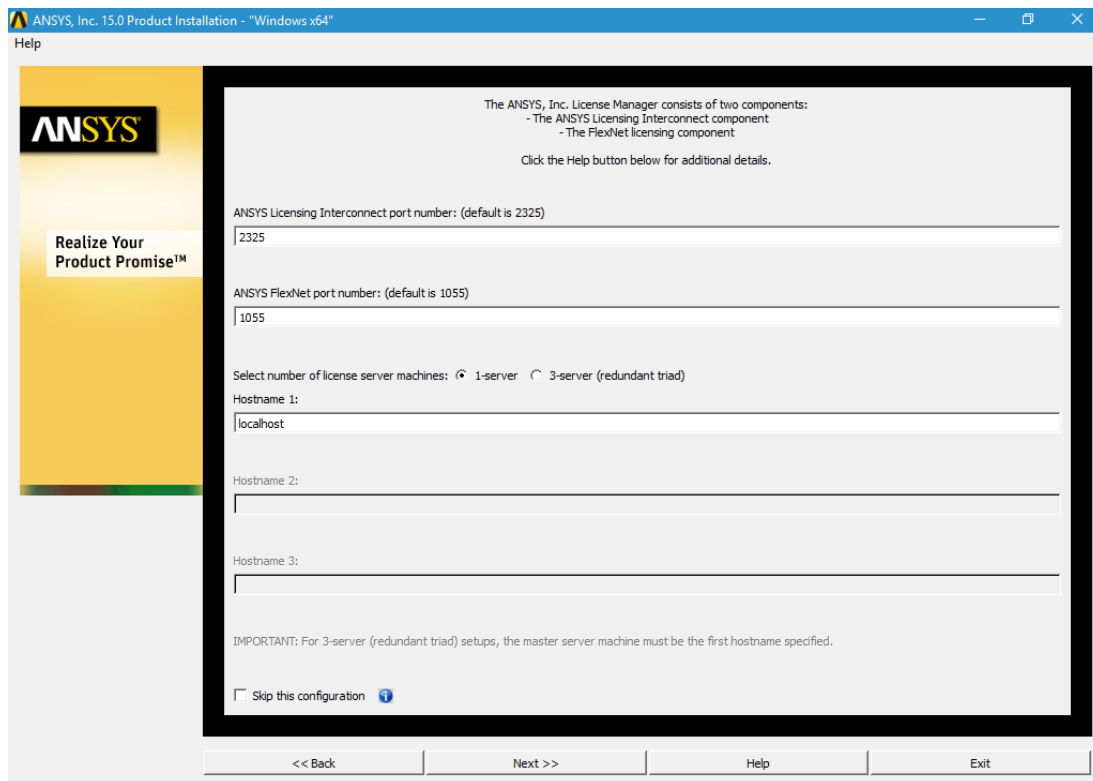 ANSYS, Inc. 15.0 Product Installation - "Windows x64"
Help
ANSYS®
Realize Your
Product Promise™
The ANSYS, Inc. License Manager consists of two components:
- The ANSYS Licensing Interconnect component
- The FlexNet licensing component
Click the Help button below for additional details.
ANSYS Licensing Interconnect port number: (default is 2325)
2325
ANSYS FlexNet port number: (default is 1055)
1055
Select number of license server machines: 1-server 3-server (redundant triad)
Hostname 1:
localhost
Hostname 2:
Hostname 3:
IMPORTANT: For 3-server (redundant triad) setups, the master server machine must be the first hostname specified.
Skip this configuration
<< Back Next >> Help Exit